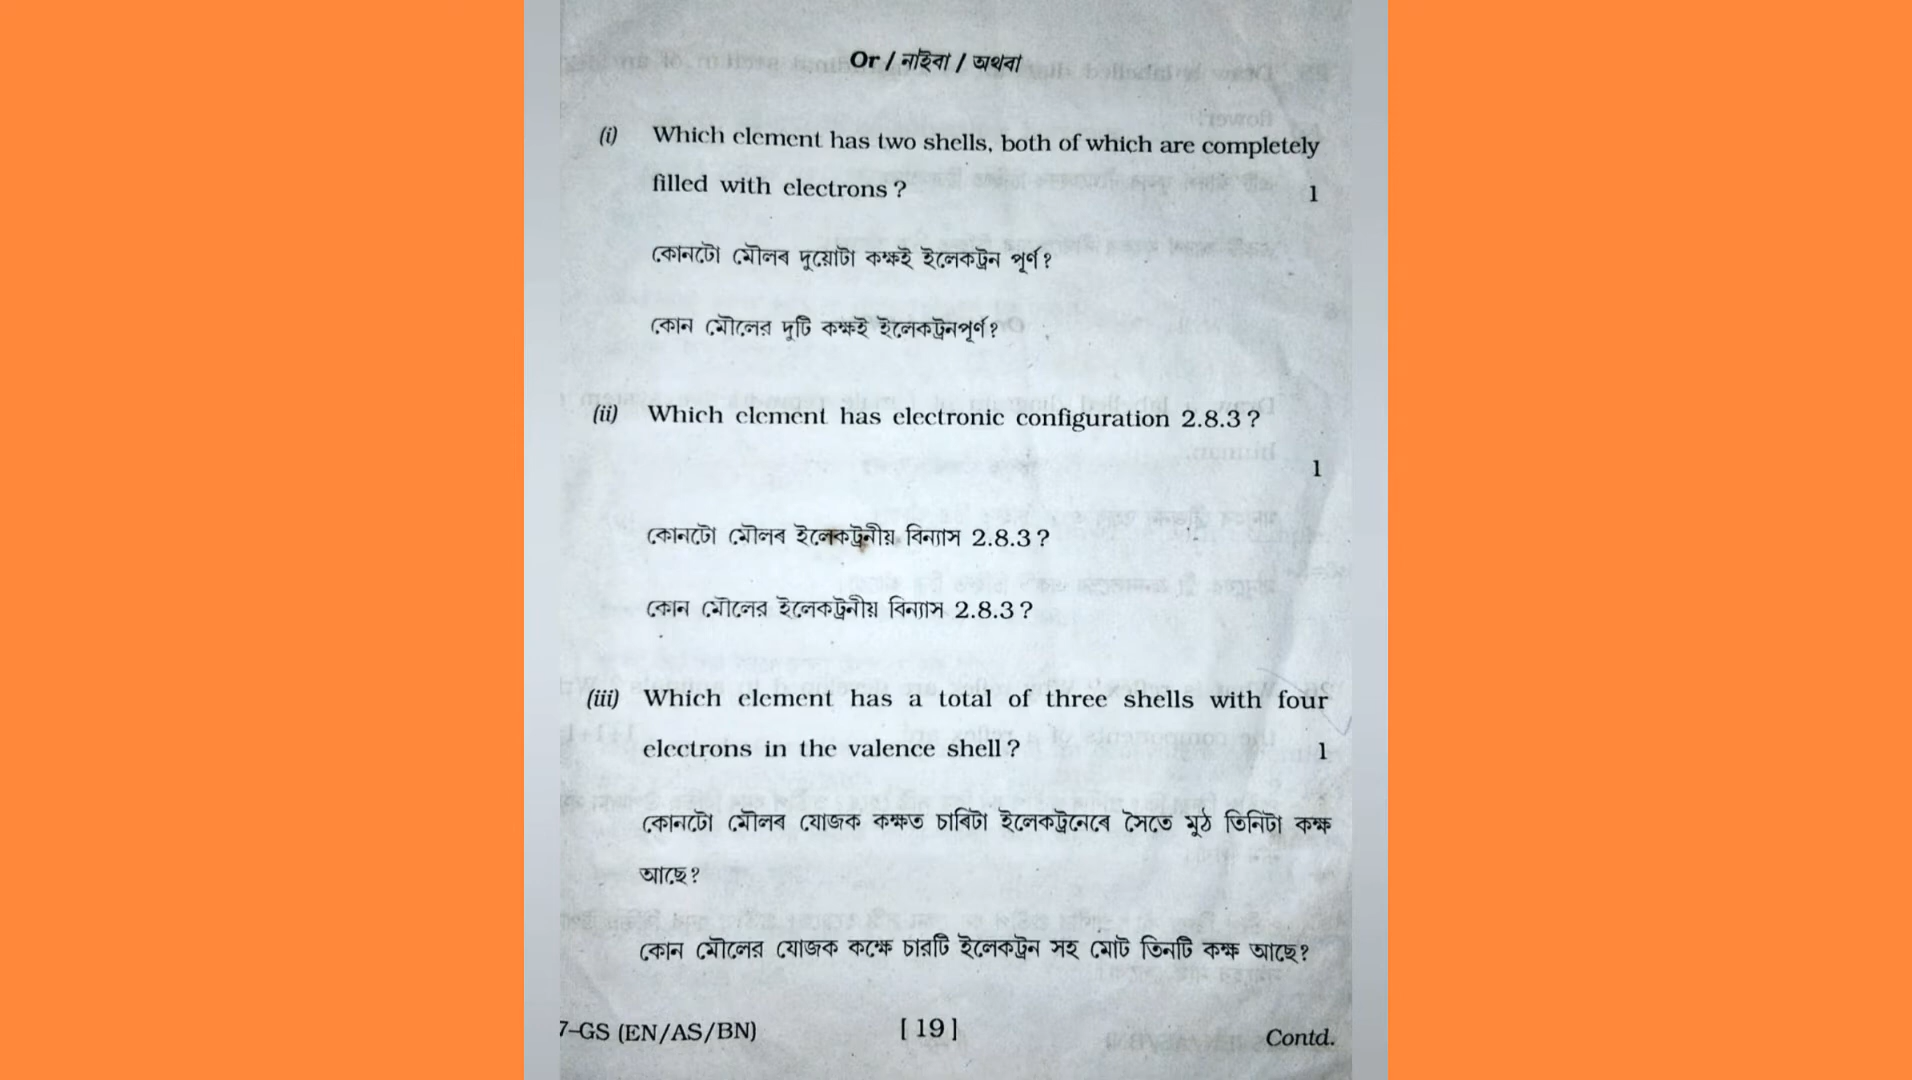 Or / নাইবা / অথবা
(i) Which element has two shells, both of which are completely
filled with electrons ? 1
কোনটো মৌলৰ দুয়োটা কক্ষই ইলেকট্ৰন পূৰ্ণ ?
কোন মৌলের দুটি কক্ষই ইলেকট্রনপূর্ণ ?
(ii) Which element has electronic configuration 2.8.3 ?
1
কোনটো মৌলৰ ইলেকট্ৰনীয় বিন্যাস 2.8.3 ?
কোন মৌলের ইলেকট্রনীয় বিন্যাস 2.8.3 ?
(iii) Which element has a total of three shells with four
electrons in the valence shell ? 1
কোনটো মৌলৰ যোজক কক্ষত চাৰিটা ইলেকট্ৰনেৰে সৈতে মুঠ তিনিটা কক্ষ
আছে ?
কোন মৌলের যোজক কক্ষে চারটি ইলেকট্রন সহ মোট তিনটি কক্ষ আছে ?
7–GS (EN/AS/BN) [ 19 ] Contd.